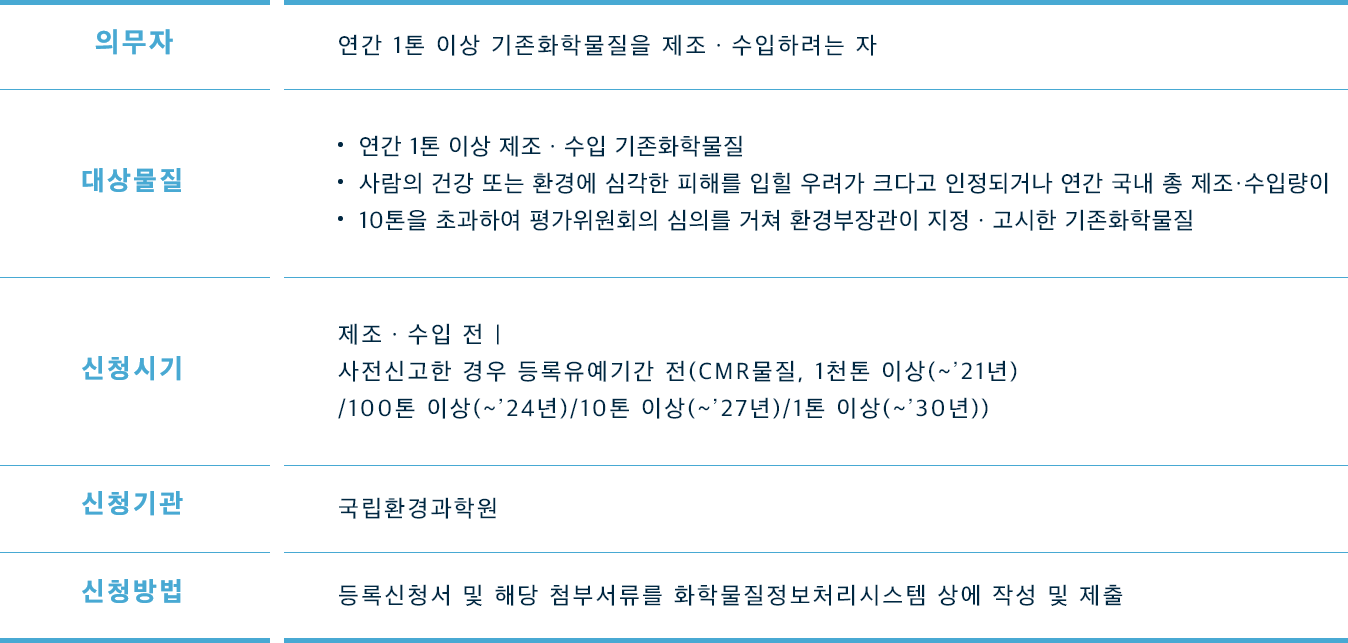 의무자
연간 1톤 이상 기존화학물질을 제조 · 수입하려는 자
대상물질
• 연간 1톤 이상 제조 · 수입 기존화학물질
• 사람의 건강 또는 환경에 심각한 피해를 입힐 우려가 크다고 인정되거나 연간 국내 총 제조·수입량이
• 10톤을 초과하여 평가위원회의 심의를 거쳐 환경부장관이 지정 · 고시한 기존화학물질
신청시기
제조 · 수입 전 |
사전신고한 경우 등록유예기간 전(CMR물질, 1천톤 이상(~’21년)
/100톤 이상(~’24년)/10톤 이상(~’27년)/1톤 이상(~’30년))
신청기관
국립환경과학원
신청방법
등록신청서 및 해당 첨부서류를 화학물질정보처리시스템 상에 작성 및 제출